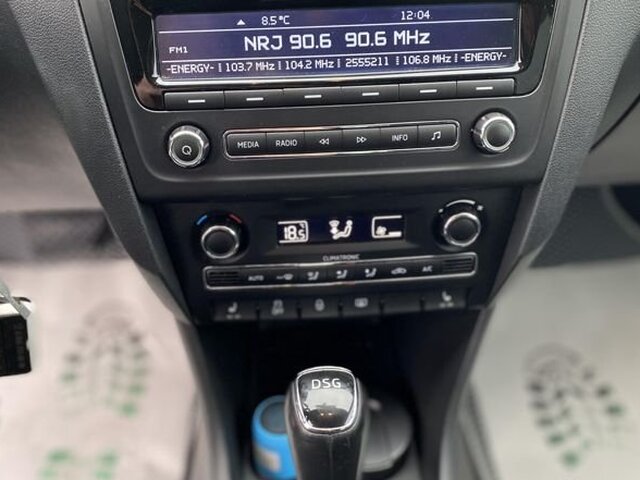 8.5°C 12:04
FM1 NRJ 90.6 90.6 MHz
-ENERGY- 103.7 MHz 104.2 MHz 2555211 106.8 MHz -ENERGY-
Q MEDIA RADIO INFO
18.5
CLIMATRONIC
AUTO A/C
DSG